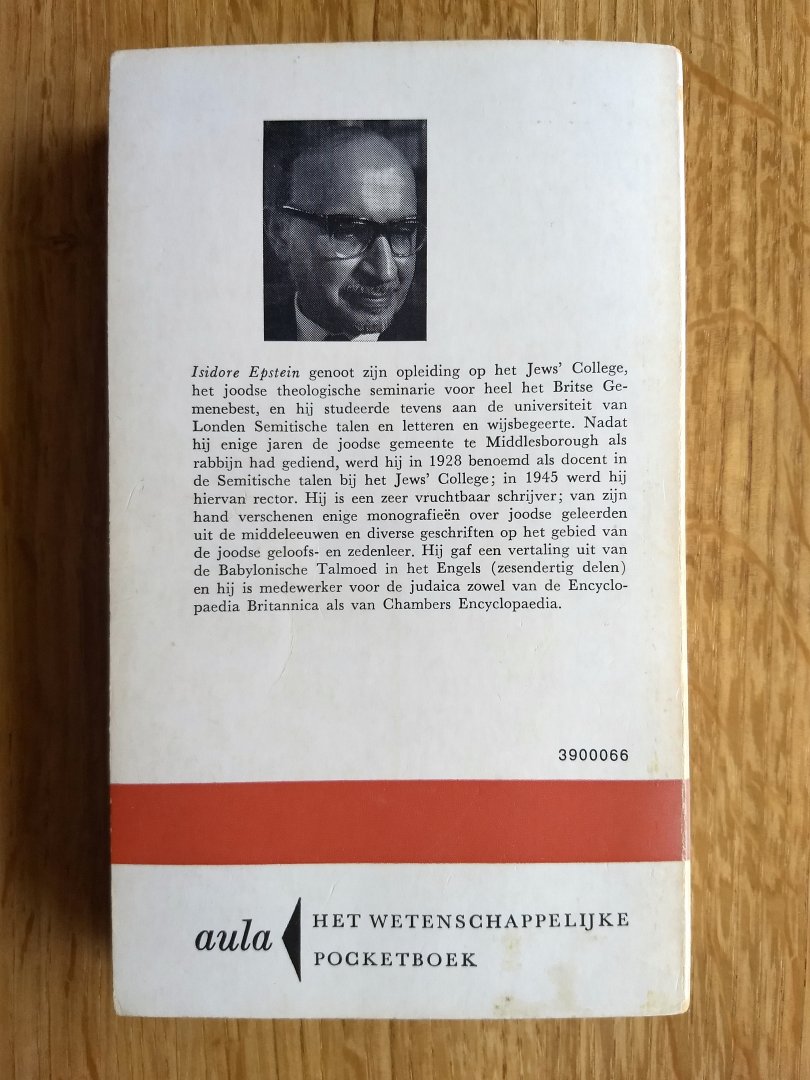 Isidore Epstein genoot zijn opleiding op het Jews' College,
het joodse theologische seminarie voor heel het Britse Ge-
menebest, en hij studeerde tevens aan de universiteit van
Londen Semitische talen en letteren en wijsbegeerte. Nadat
hij enige jaren de joodse gemeente te Middlesborough als
rabbijn had gediend, werd hij in 1928 benoemd als docent in
de Semitische talen bij het Jews' College; in 1945 werd hij
hiervan rector. Hij is een zeer vruchtbaar schrijver; van zijn
hand verschenen enige monografieën over joodse geleerden
uit de middeleeuwen en diverse geschriften op het gebied van
de joodse geloofs- en zedenleer. Hij gaf een vertaling uit van
de Babylonische Talmoed in het Engels (zesendertig delen)
en hij is medewerker voor de judaica zowel van de Encyclo-
paedia Britannica als van Chambers Encyclopaedia.
3900066
aula
HET WETENSCHAPPELIJKE
POCKETBOEK